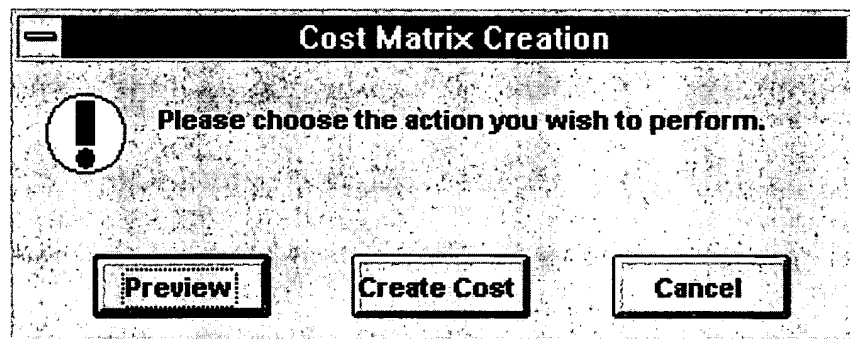 Cost Matrix Creation
Please choose the action you wish to perform.
Preview Create Cost Cancel